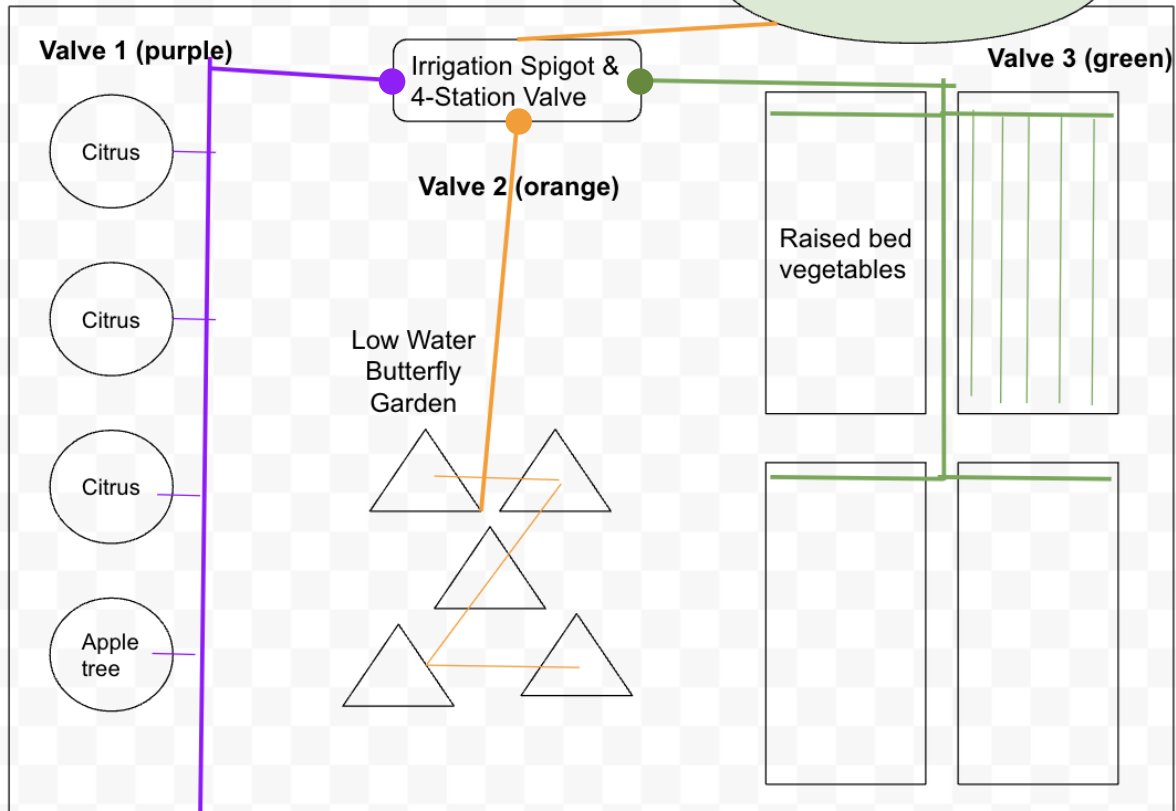 Valve 1 (purple)
Irrigation Spigot &
4-Station Valve
Valve 3 (green)
Citrus
Valve 2 (orange)
Raised bed
vegetables
Citrus
Low Water
Butterfly
Garden
Citrus
Apple
tree